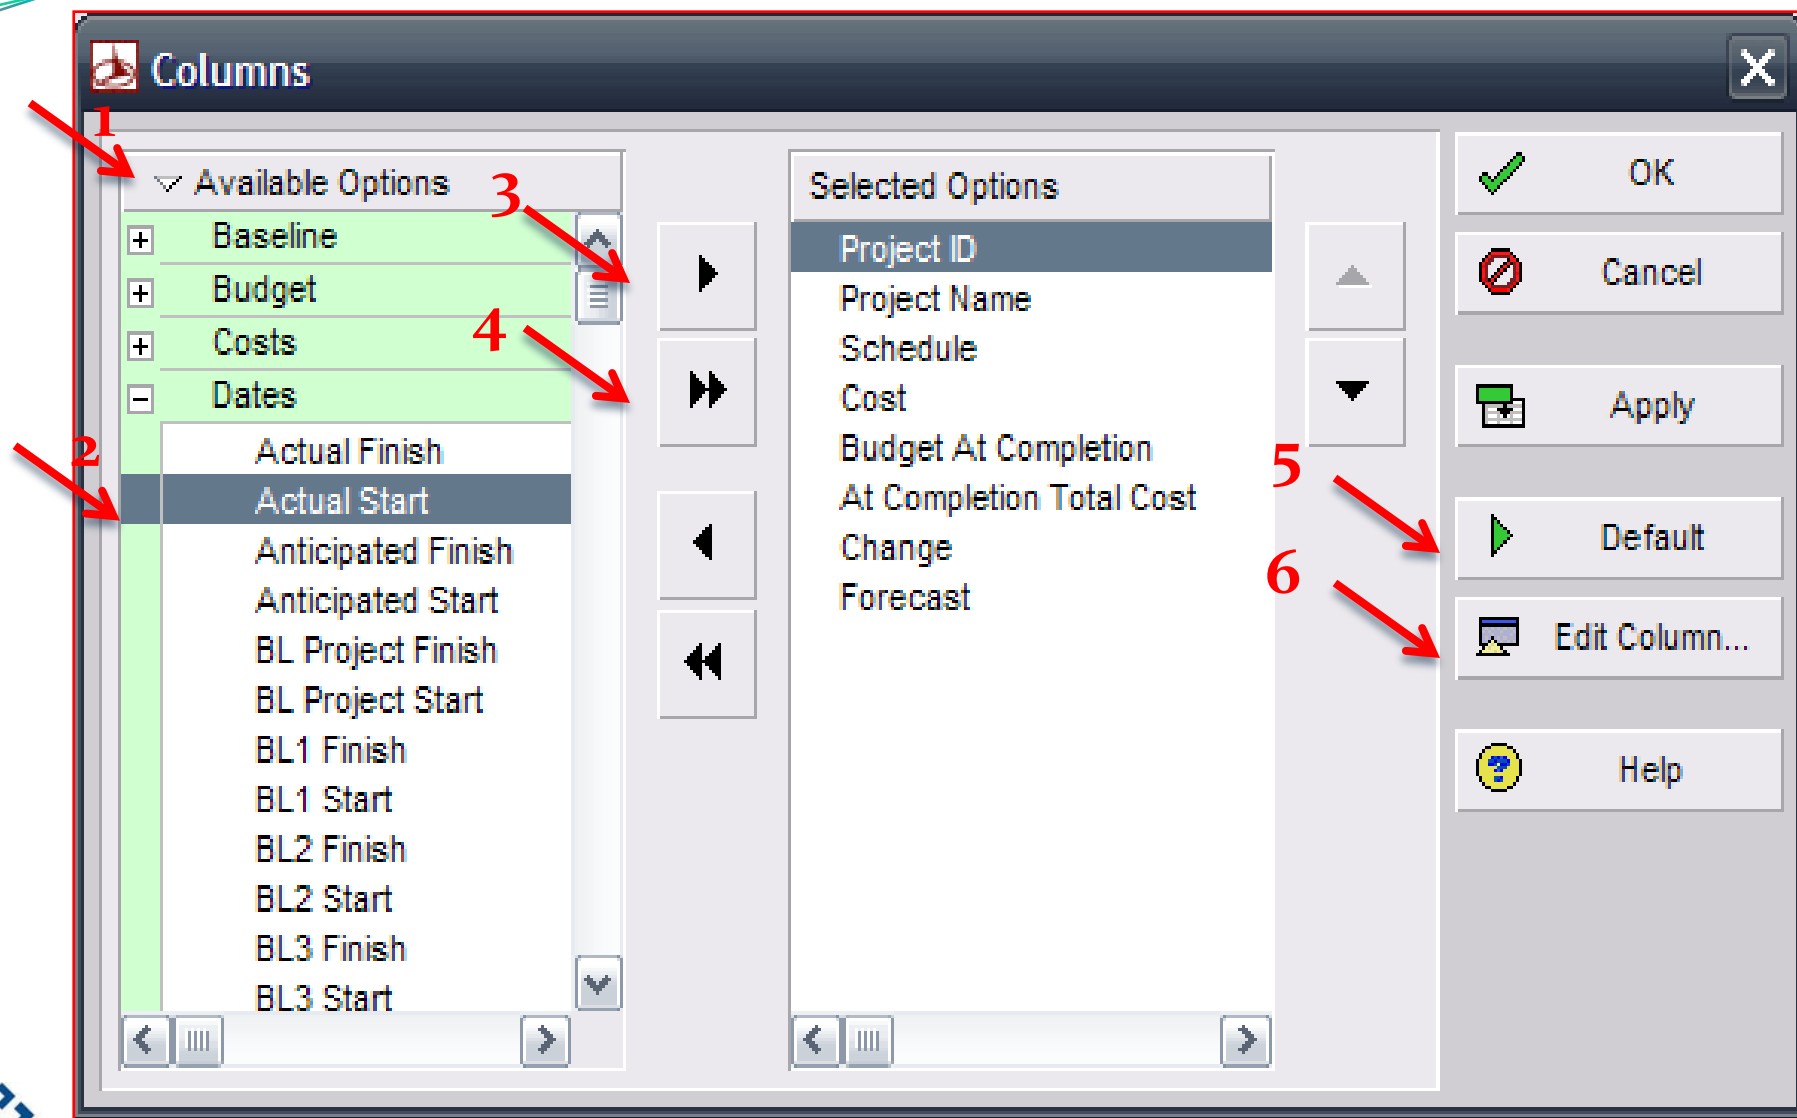 Columns
1
Available Options
Baseline
Budget
Costs
Dates
2
Actual Finish
Actual Start
Anticipated Finish
Anticipated Start
BL Project Finish
BL Project Start
BL1 Finish
BL1 Start
BL2 Finish
BL2 Start
BL3 Finish
BL3 Start
3
4
Selected Options
Project ID
Project Name
Schedule
Cost
Budget At Completion
At Completion Total Cost
Change
Forecast
OK
Cancel
Apply
5
Default
6
Edit Column...
Help